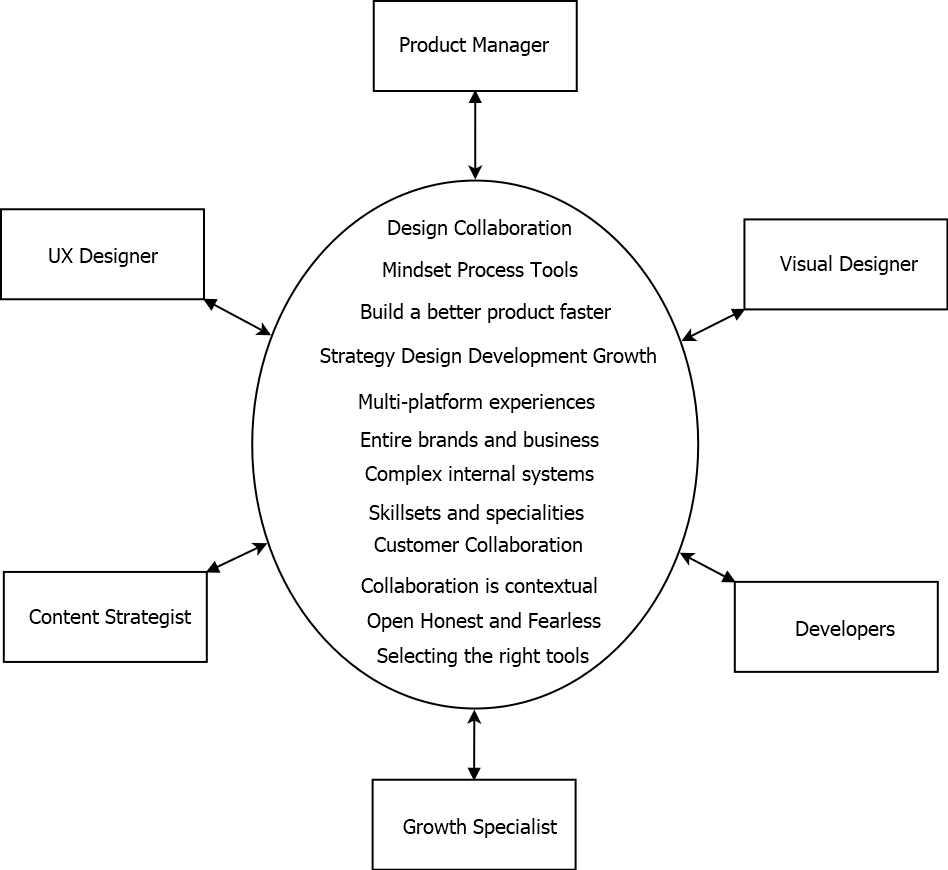 Product Manager
UX Designer
Visual Designer
Design Collaboration
Mindset Process Tools
Build a better product faster
Strategy Design Development Growth
Multi-platform experiences
Entire brands and business
Complex internal systems
Skillsets and specialities
Customer Collaboration
Collaboration is contextual
Open Honest and Fearless
Selecting the right tools
Content Strategist
Developers
Growth Specialist